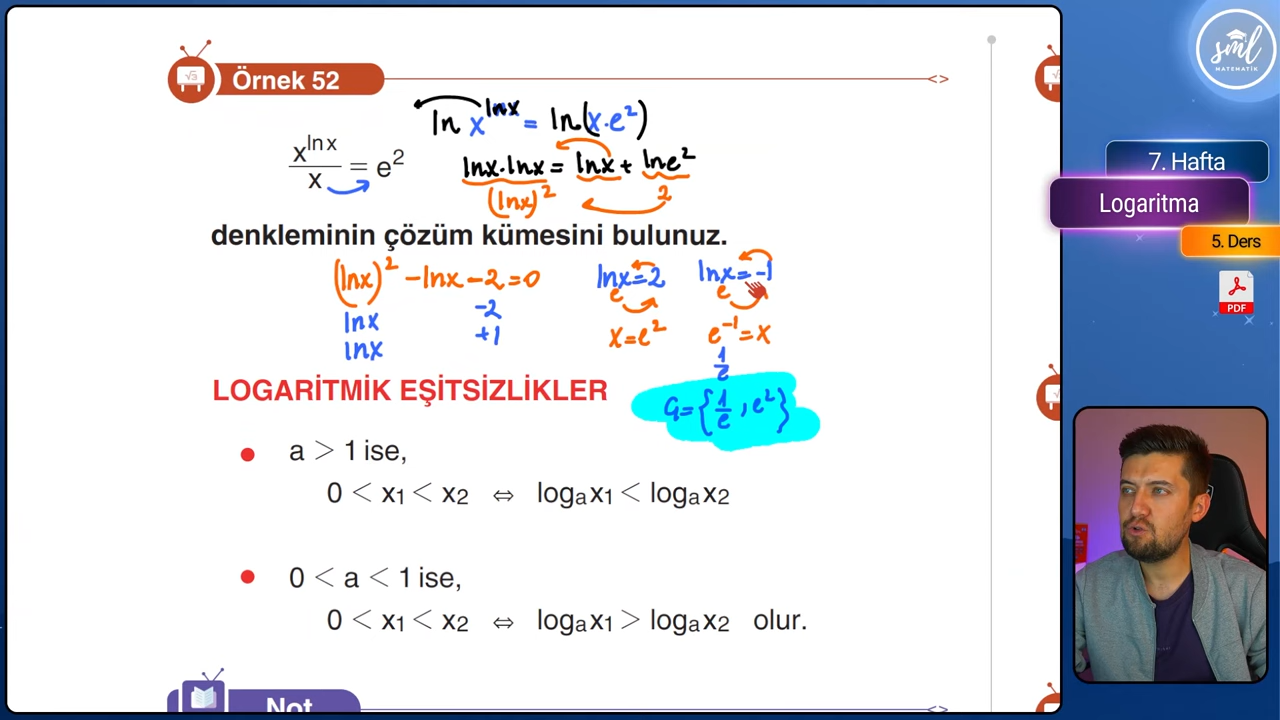 Örnek 52
x^lnx / x = e²
ln x^lnx = ln(x·e²)
lnx·lnx = lnx + lne²
(lnx)² 2
denkleminin çözüm kümesini bulunuz.
(lnx)² - lnx - 2 = 0
lnx -2
lnx +1
lnx = 2
e
x = e²
lnx = -1
e
e⁻¹ = x
1/e
Ç = {1/e, e²}
LOGARİTMİK EŞİTSİZLİKLER
• a > 1 ise,
0 < x₁ < x₂ ⇔ logₐx₁ < logₐx₂
• 0 < a < 1 ise,
0 < x₁ < x₂ ⇔ logₐx₁ > logₐx₂ olur.
Not
sml
MATEMATİK
7. Hafta
Logaritma
5. Ders
PDF